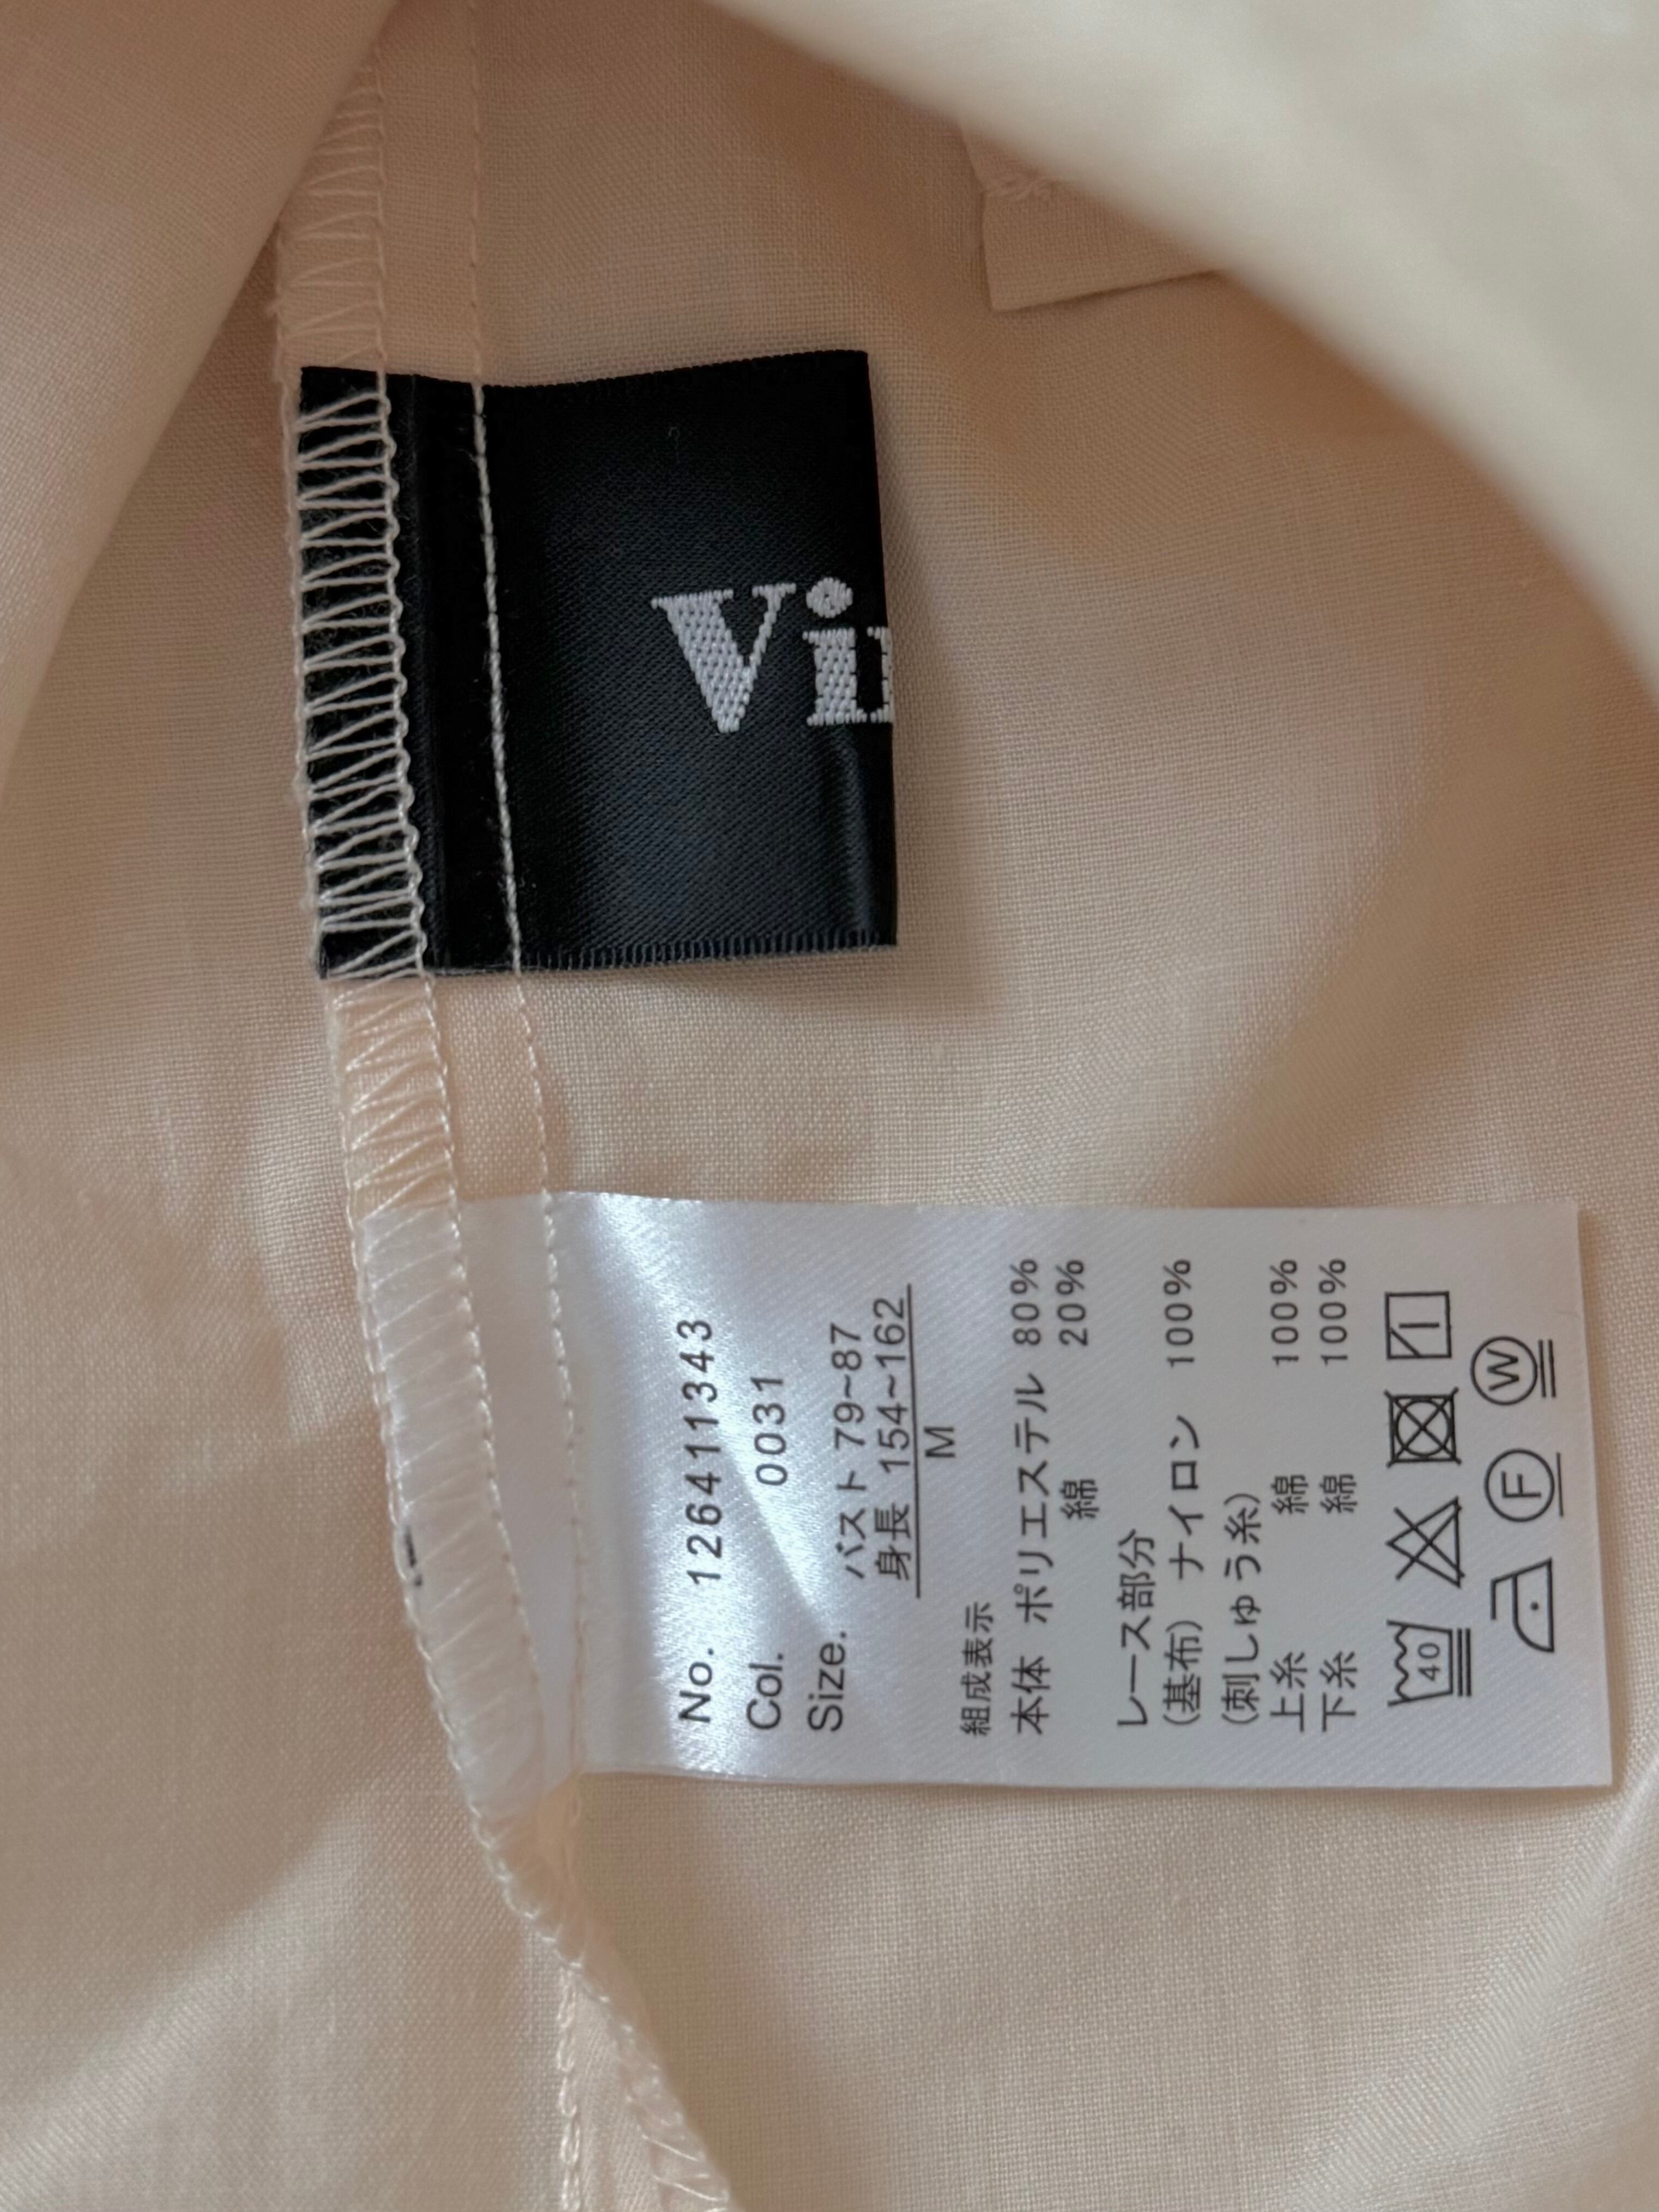 Vi
No. 126411343
Col. 0031
Size. バスト 79~87
身長 154~162
M
組成表示
本体 ポリエステル 80%
綿 20%
レース部分
(基布) ナイロン 100%
(刺しゅう糸)
上糸 綿 100%
下糸 綿 100%
40
F W